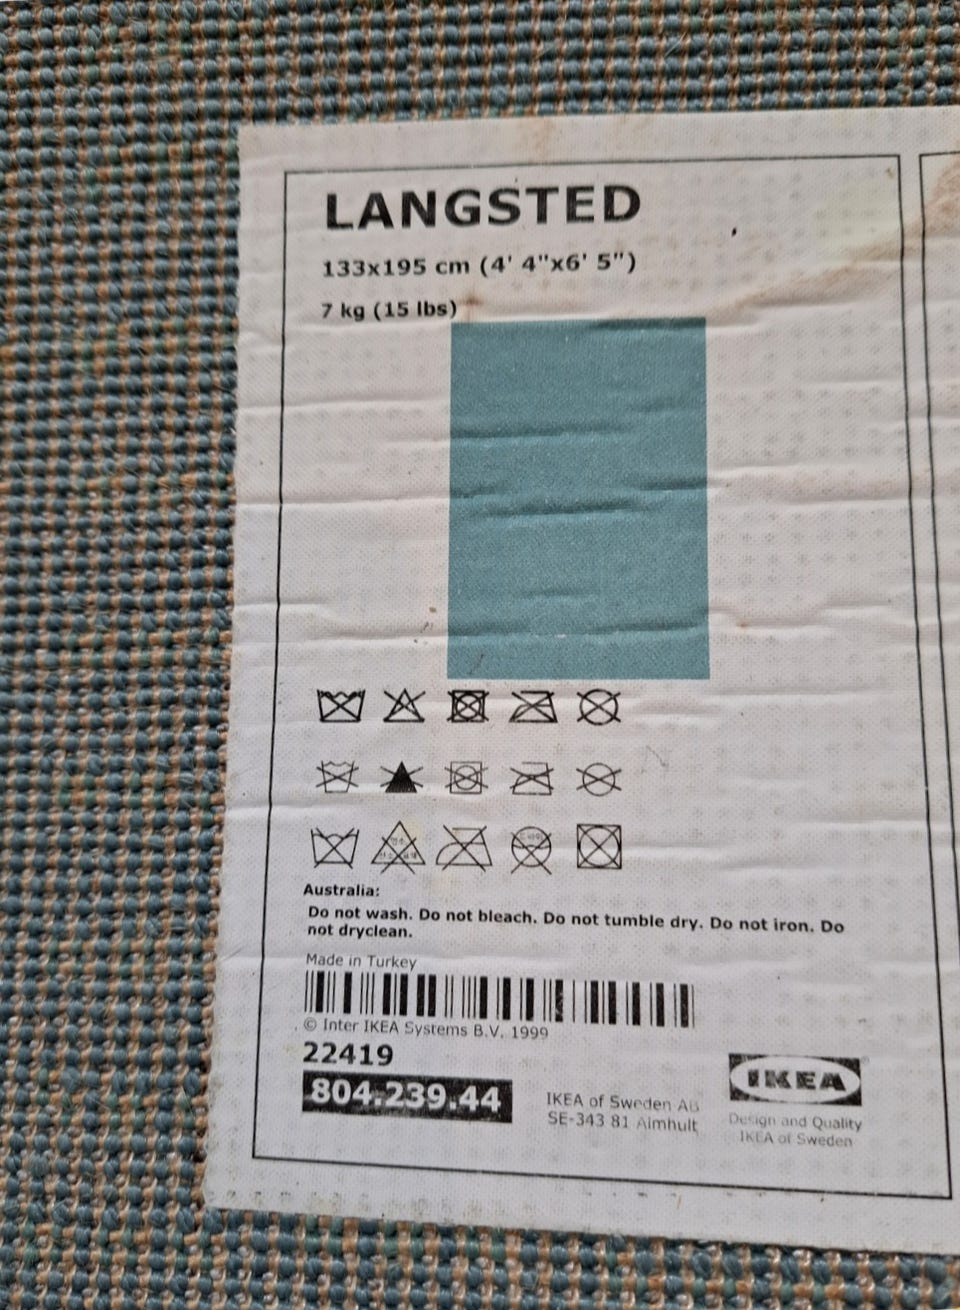 LANGSTED
133x195 cm (4' 4"x6' 5")
7 kg (15 lbs)
Australia:
Do not wash. Do not bleach. Do not tumble dry. Do not iron. Do
not dryclean.
Made in Turkey
© Inter IKEA Systems B.V. 1999
22419
804.239.44
IKEA of Sweden AB
SE-343 81 Älmhult
IKEA
®
Design and Quality
IKEA of Sweden